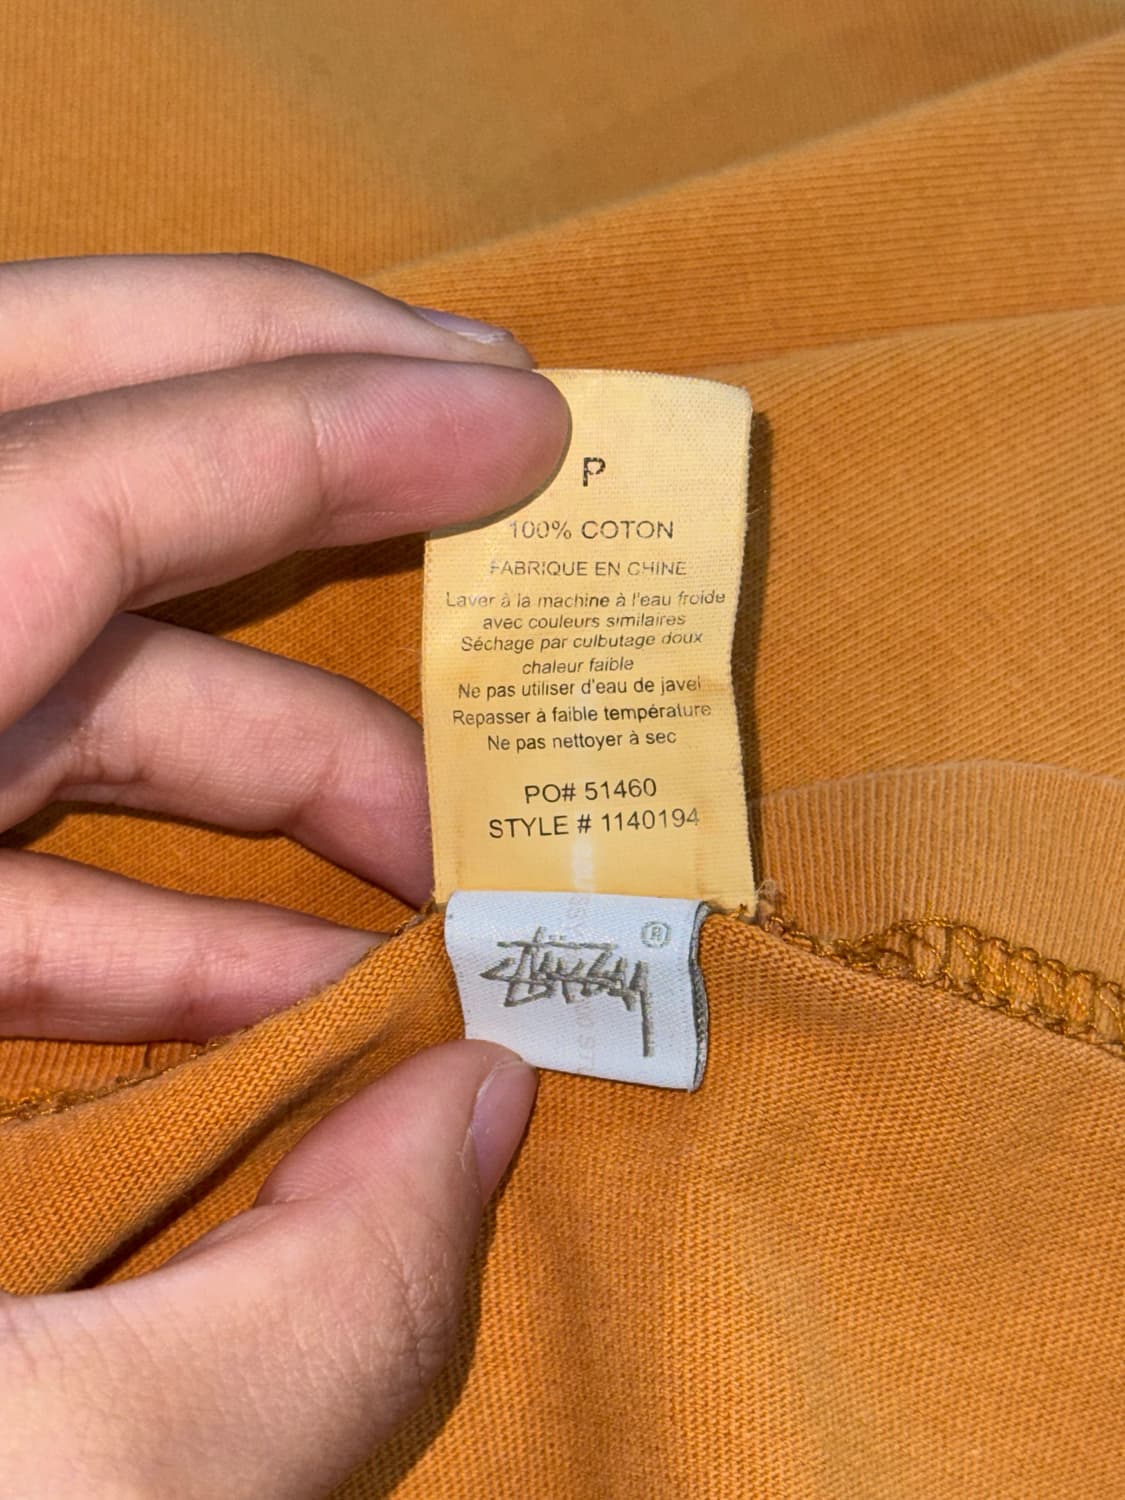 P
100% COTON
FABRIQUE EN CHINE
Laver à la machine à l'eau froide
avec couleurs similaires
Séchage par culbutage doux
chaleur faible
Ne pas utiliser d'eau de javel
Repasser à faible température
Ne pas nettoyer à sec
PO# 51460
STYLE # 1140194
Stüssy ®